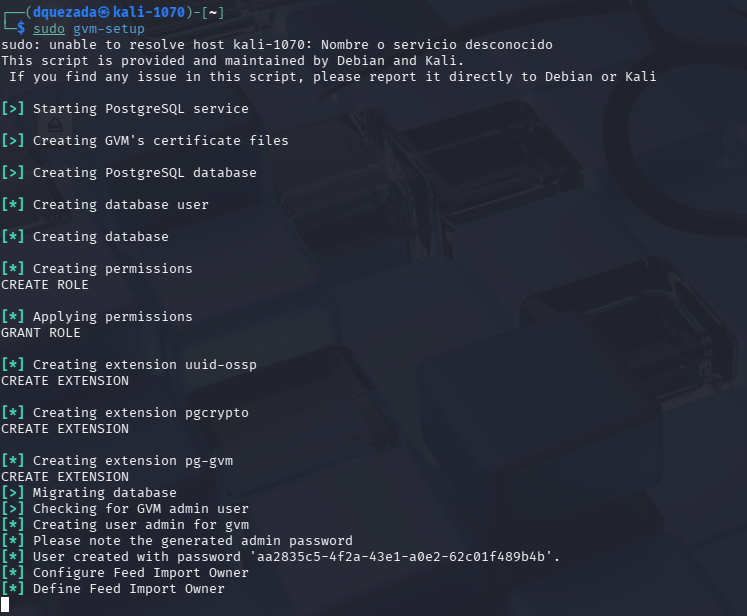 ┌──(dquezada㉿kali-1070)-[~]
└─$ sudo gvm-setup
sudo: unable to resolve host kali-1070: Nombre o servicio desconocido
This script is provided and maintained by Debian and Kali.
 If you find any issue in this script, please report it directly to Debian or Kali
[>] Starting PostgreSQL service
[>] Creating GVM's certificate files
[>] Creating PostgreSQL database
[*] Creating database user
[*] Creating database
[*] Creating permissions
CREATE ROLE
[*] Applying permissions
GRANT ROLE
[*] Creating extension uuid-ossp
CREATE EXTENSION
[*] Creating extension pgcrypto
CREATE EXTENSION
[*] Creating extension pg-gvm
CREATE EXTENSION
[>] Migrating database
[>] Checking for GVM admin user
[*] Creating user admin for gvm
[*] Please note the generated admin password
[*] User created with password 'aa2835c5-4f2a-43e1-a0e2-62c01f489b4b'.
[*] Configure Feed Import Owner
[*] Define Feed Import Owner